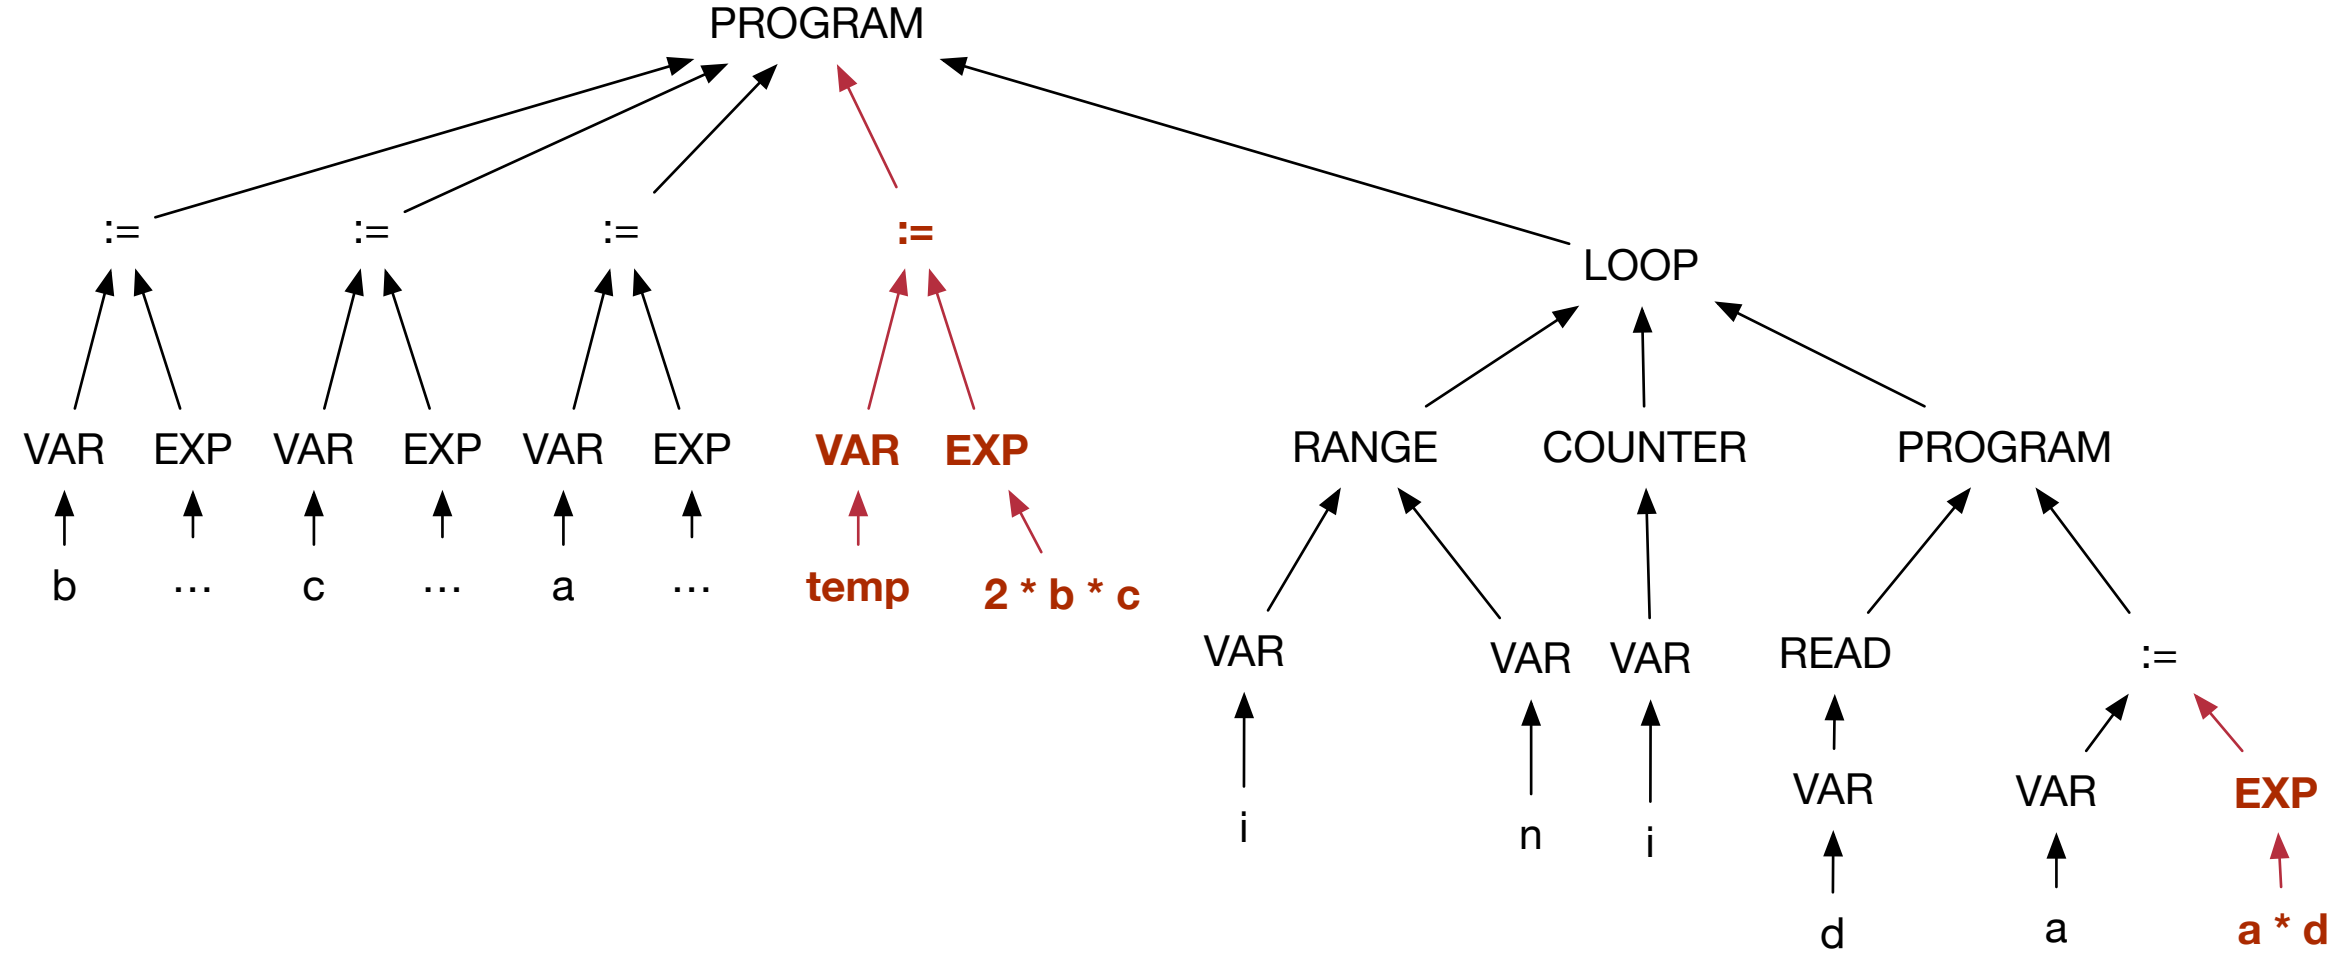 PROGRAM
:= := := :=
LOOP
VAR EXP VAR EXP VAR EXP VAR EXP RANGE COUNTER PROGRAM
b ... c ... a ... temp 2 * b * c
VAR VAR VAR READ :=
VAR VAR EXP
i n i
d a a * d